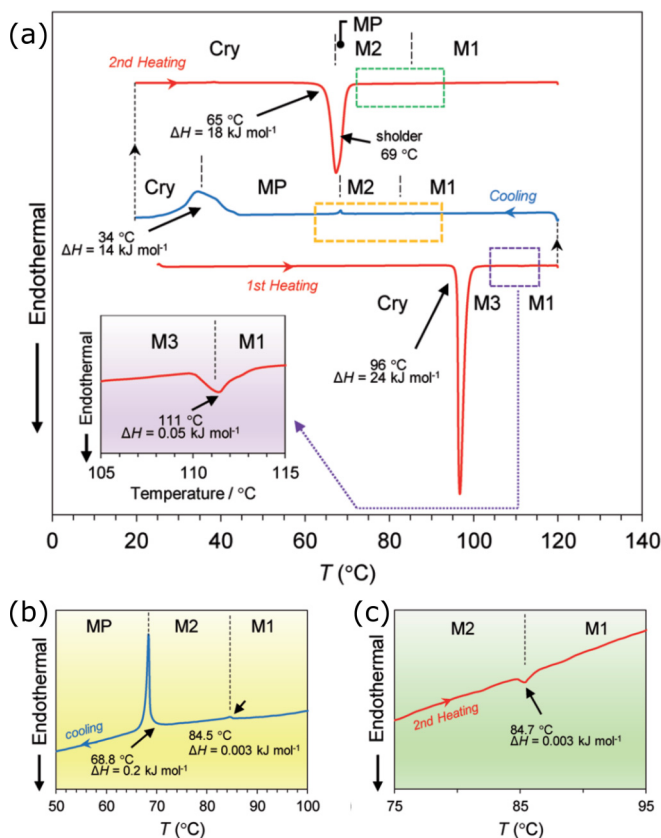 (a)
MP
Cry M2 M1
2nd Heating
65 °C
ΔH = 18 kJ mol-1
sholder
69 °C
Cry MP M2 M1
Cooling
34 °C
ΔH = 14 kJ mol-1
1st Heating
Cry M3 M1
96 °C
ΔH = 24 kJ mol-1
Endothermal
M3 M1
111 °C
ΔH = 0.05 kJ mol-1
Endothermal
105 110 115
Temperature / °C
0 20 40 60 80 100 120 140
T (°C)
(b)
MP M2 M1
cooling
68.8 °C
ΔH = 0.2 kJ mol-1
84.5 °C
ΔH = 0.003 kJ mol-1
Endothermal
50 60 70 80 90 100
T (°C)
(c)
M2 M1
2nd Heating
84.7 °C
ΔH = 0.003 kJ mol-1
Endothermal
75 80 85 90 95
T (°C)